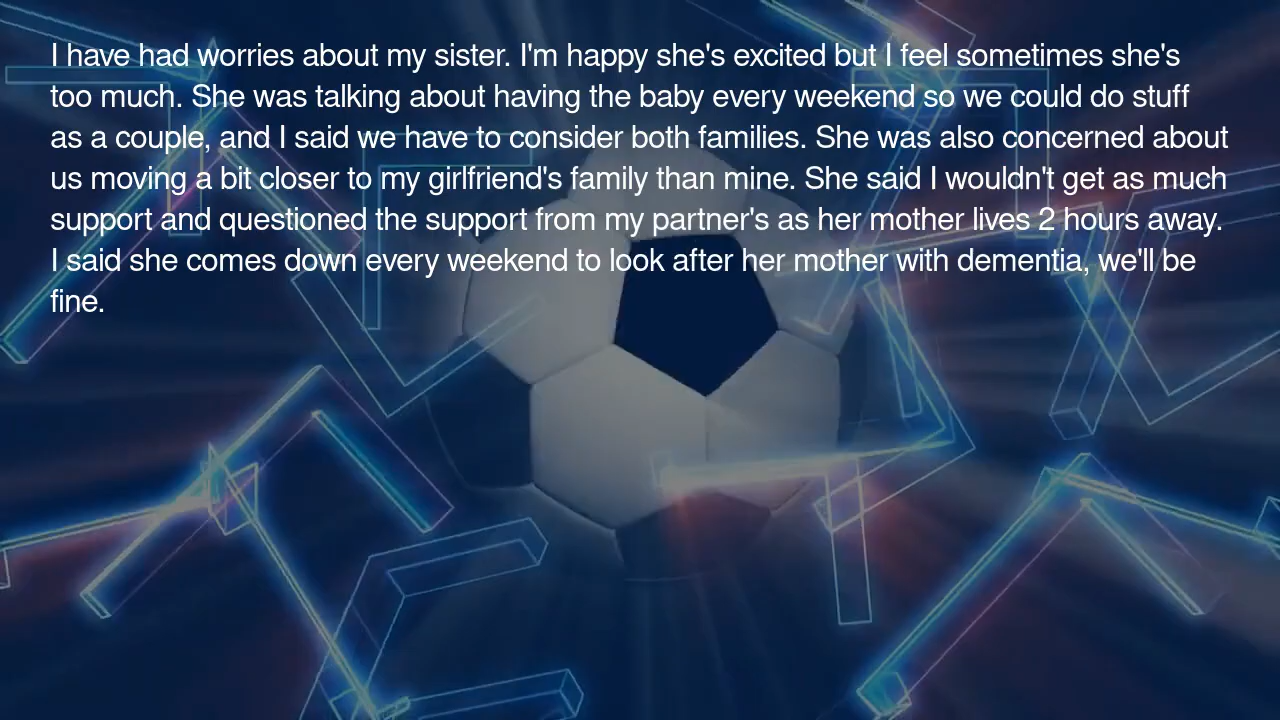 I have had worries about my sister. I'm happy she's excited but I feel sometimes she's
too much. She was talking about having the baby every weekend so we could do stuff
as a couple, and I said we have to consider both families. She was also concerned about
us moving a bit closer to my girlfriend's family than mine. She said I wouldn't get as much
support and questioned the support from my partner's as her mother lives 2 hours away.
I said she comes down every weekend to look after her mother with dementia, we'll be
fine.